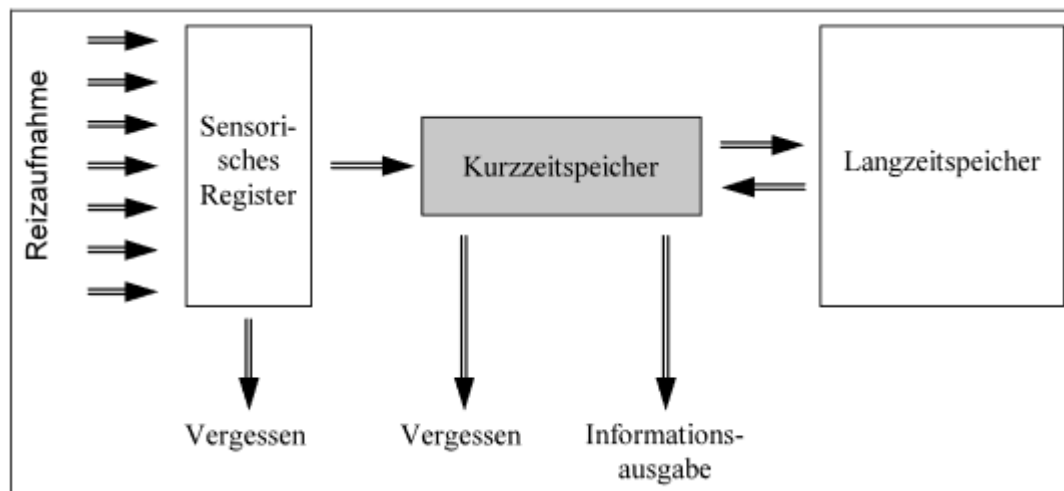 Reizaufnahme
Sensori-
sches
Register
Kurzzeitspeicher
Langzeitspeicher
Vergessen
Vergessen
Informations-
ausgabe